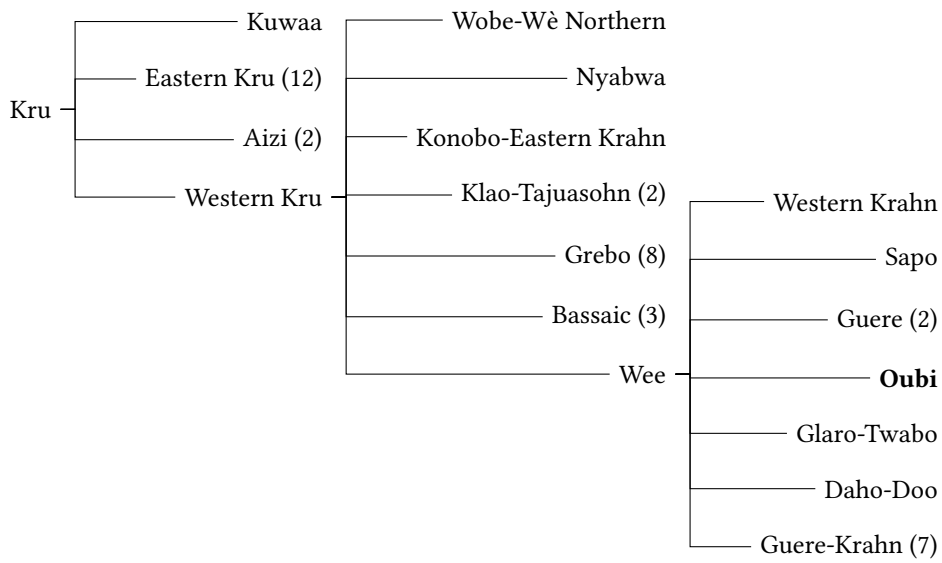 Kru
Kuwaa
Eastern Kru (12)
Aizi (2)
Western Kru
Wobe-Wè Northern
Nyabwa
Konobo-Eastern Krahn
Klao-Tajuasohn (2)
Grebo (8)
Bassaic (3)
Wee
Western Krahn
Sapo
Guere (2)
Oubi
Glaro-Twabo
Daho-Doo
Guere-Krahn (7)